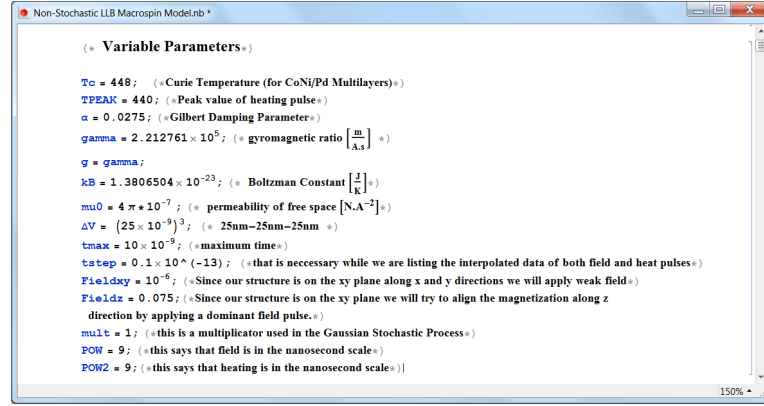 Non-Stochastic LLB Macrospin Model.nb *
(* Variable Parameters*)
Tc = 448; (*Curie Temperature (for CoNi/Pd Multilayers)*)
TPEAK = 440; (*Peak value of heating pulse*)
α = 0.0275; (*Gilbert Damping Parameter*)
gamma = 2.212761 × 10^5; (* gyromagnetic ratio [m/A.s] *)
g = gamma;
kB = 1.3806504 × 10^-23; (* Boltzman Constant [J/K]*)
mu0 = 4 π * 10^-7 ; (* permeability of free space [N.A^-2]*)
ΔV = (25 × 10^-9)^3; (* 25nm−25nm−25nm *)
tmax = 10 × 10^-9; (*maximum time*)
tstep = 0.1 × 10^(-13); (*that is neccessary while we are listing the interpolated data of both field and heat pulses*)
Fieldxy = 10^-6; (*Since our structure is on the xy plane along x and y directions we will apply weak field*)
Fieldz = 0.075; (*Since our structure is on the xy plane we will try to align the magnetization along z
direction by applying a dominant field pulse.*)
mult = 1; (*this is a multiplicator used in the Gaussian Stochastic Process*)
POW = 9; (*this says that field is in the nanosecond scale*)
POW2 = 9; (*this says that heating is in the nanosecond scale*)
150%